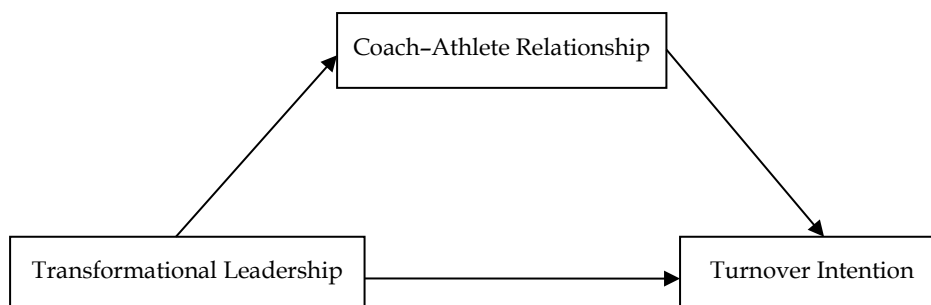 Coach–Athlete Relationship
Transformational Leadership
Turnover Intention